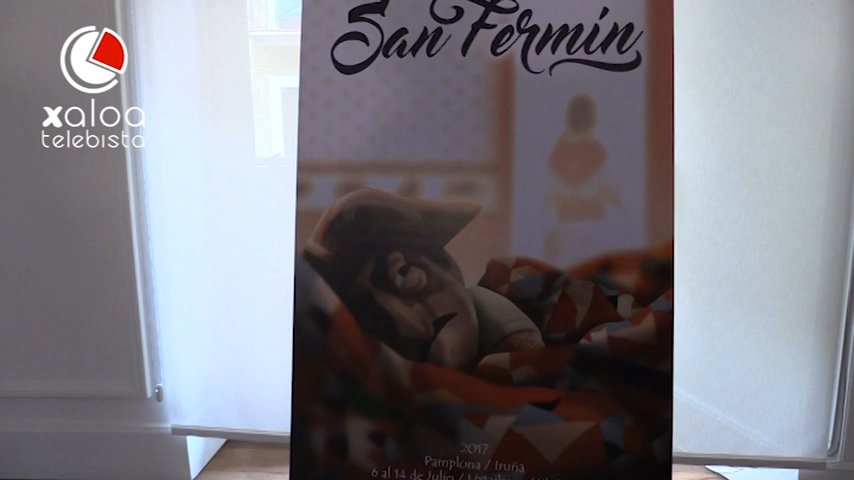 xaloa
telebista
San Fermín
2017
Pamplona / Iruña
6 al 14 de Julio /